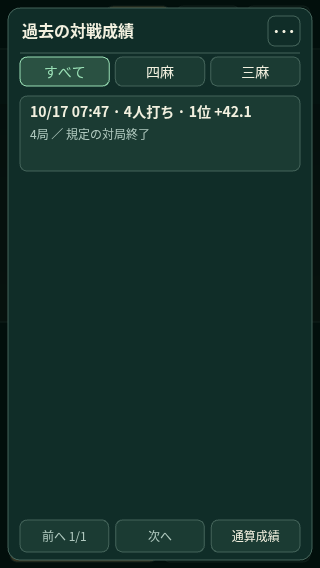 過去の対戦成績
…
すべて
四麻
三麻
10/17 07:47・4人打ち・1位 +42.1
4局 ／ 規定の対局終了
前へ 1/1
次へ
通算成績